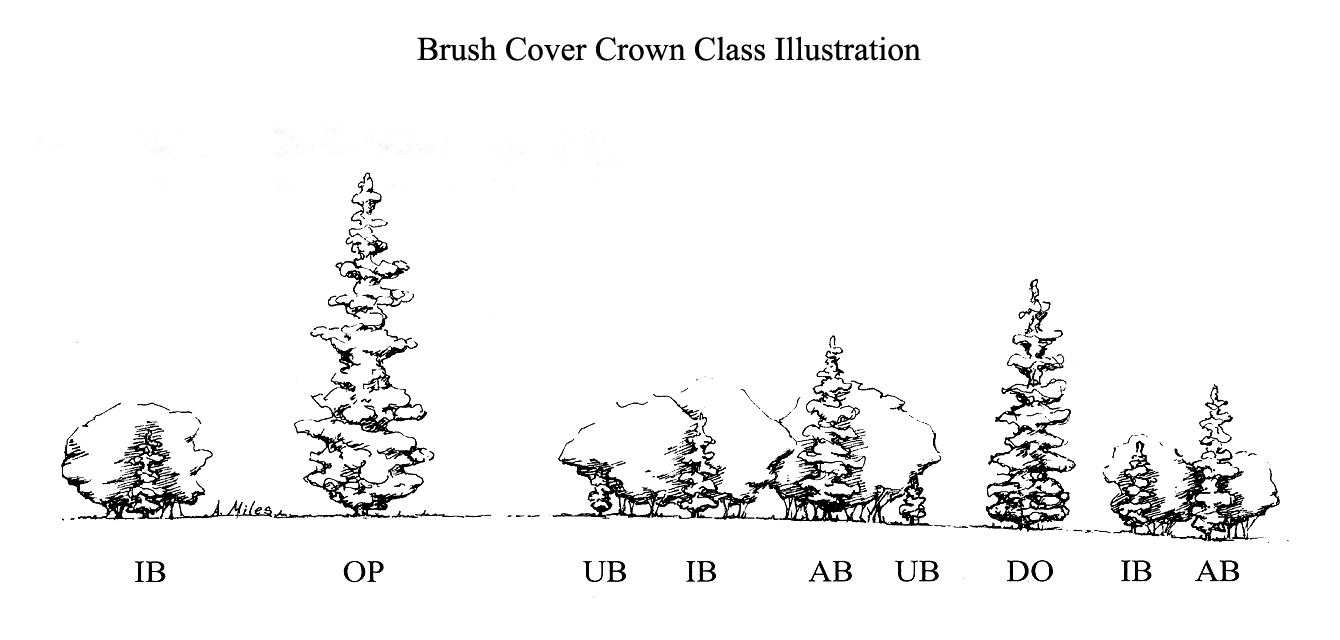 Brush Cover Crown Class Illustration
A. Miles
IB OP UB IB AB UB DO IB AB